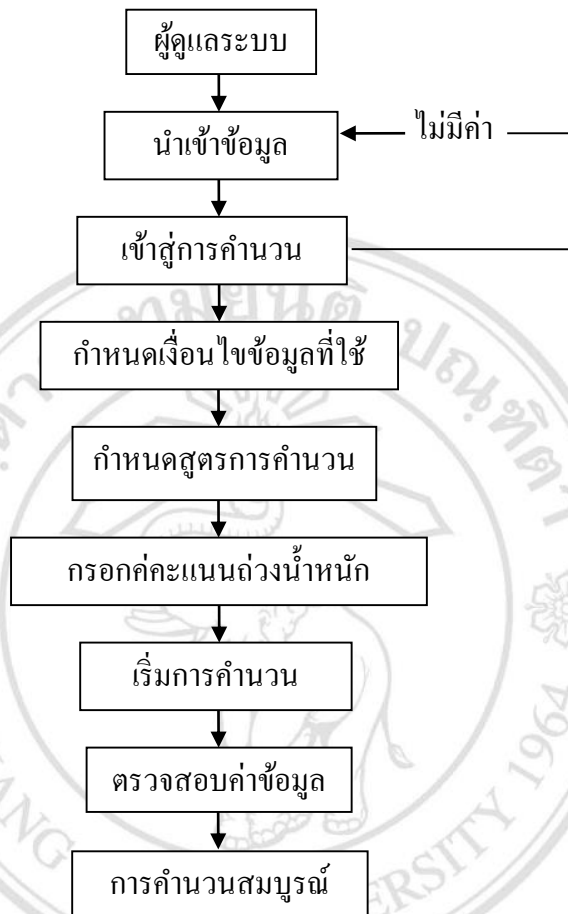 ผู้ดูแลระบบ
นำเข้าข้อมูล
ไม่มีค่า
เข้าสู่การคำนวน
กำหนดเงื่อนไขข้อมูลที่ใช้
กำหนดสูตรการคำนวน
กรอกค่คะแนนถ่วงน้ำหนัก
เริ่มการคำนวน
ตรวจสอบค่าข้อมูล
การคำนวนสมบูรณ์